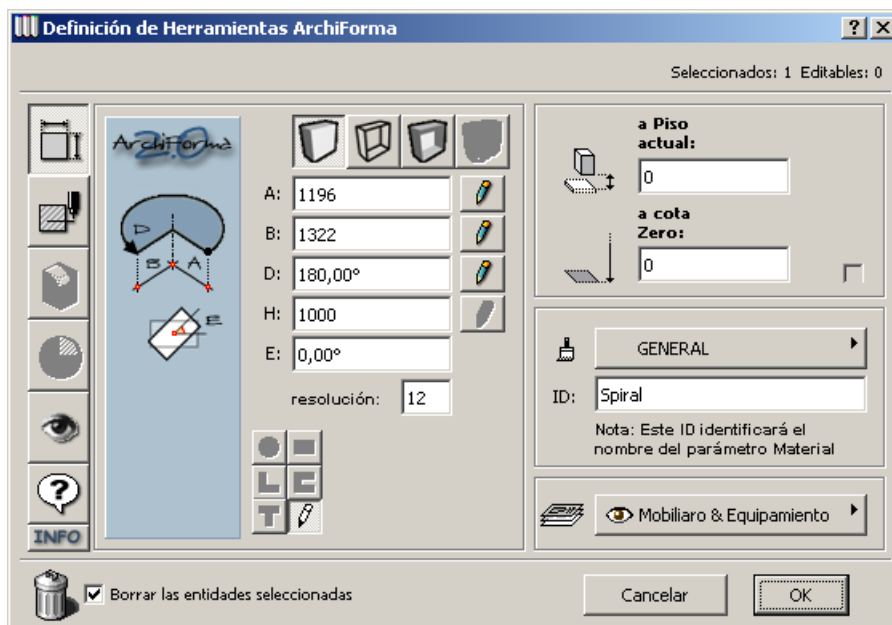 Definición de Herramientas ArchiForma
Seleccionados: 1 Editables: 0
ArchiForma
2.0
D
B
A
E
A: 1196
B: 1322
D: 180,00°
H: 1000
E: 0,00°
resolución: 12
INFO
a Piso
actual:
0
a cota
Zero:
0
GENERAL
ID: Spiral
Nota: Este ID identificará el
nombre del parámetro Material
Mobiliaro & Equipamiento
Borrar las entidades seleccionadas
Cancelar
OK